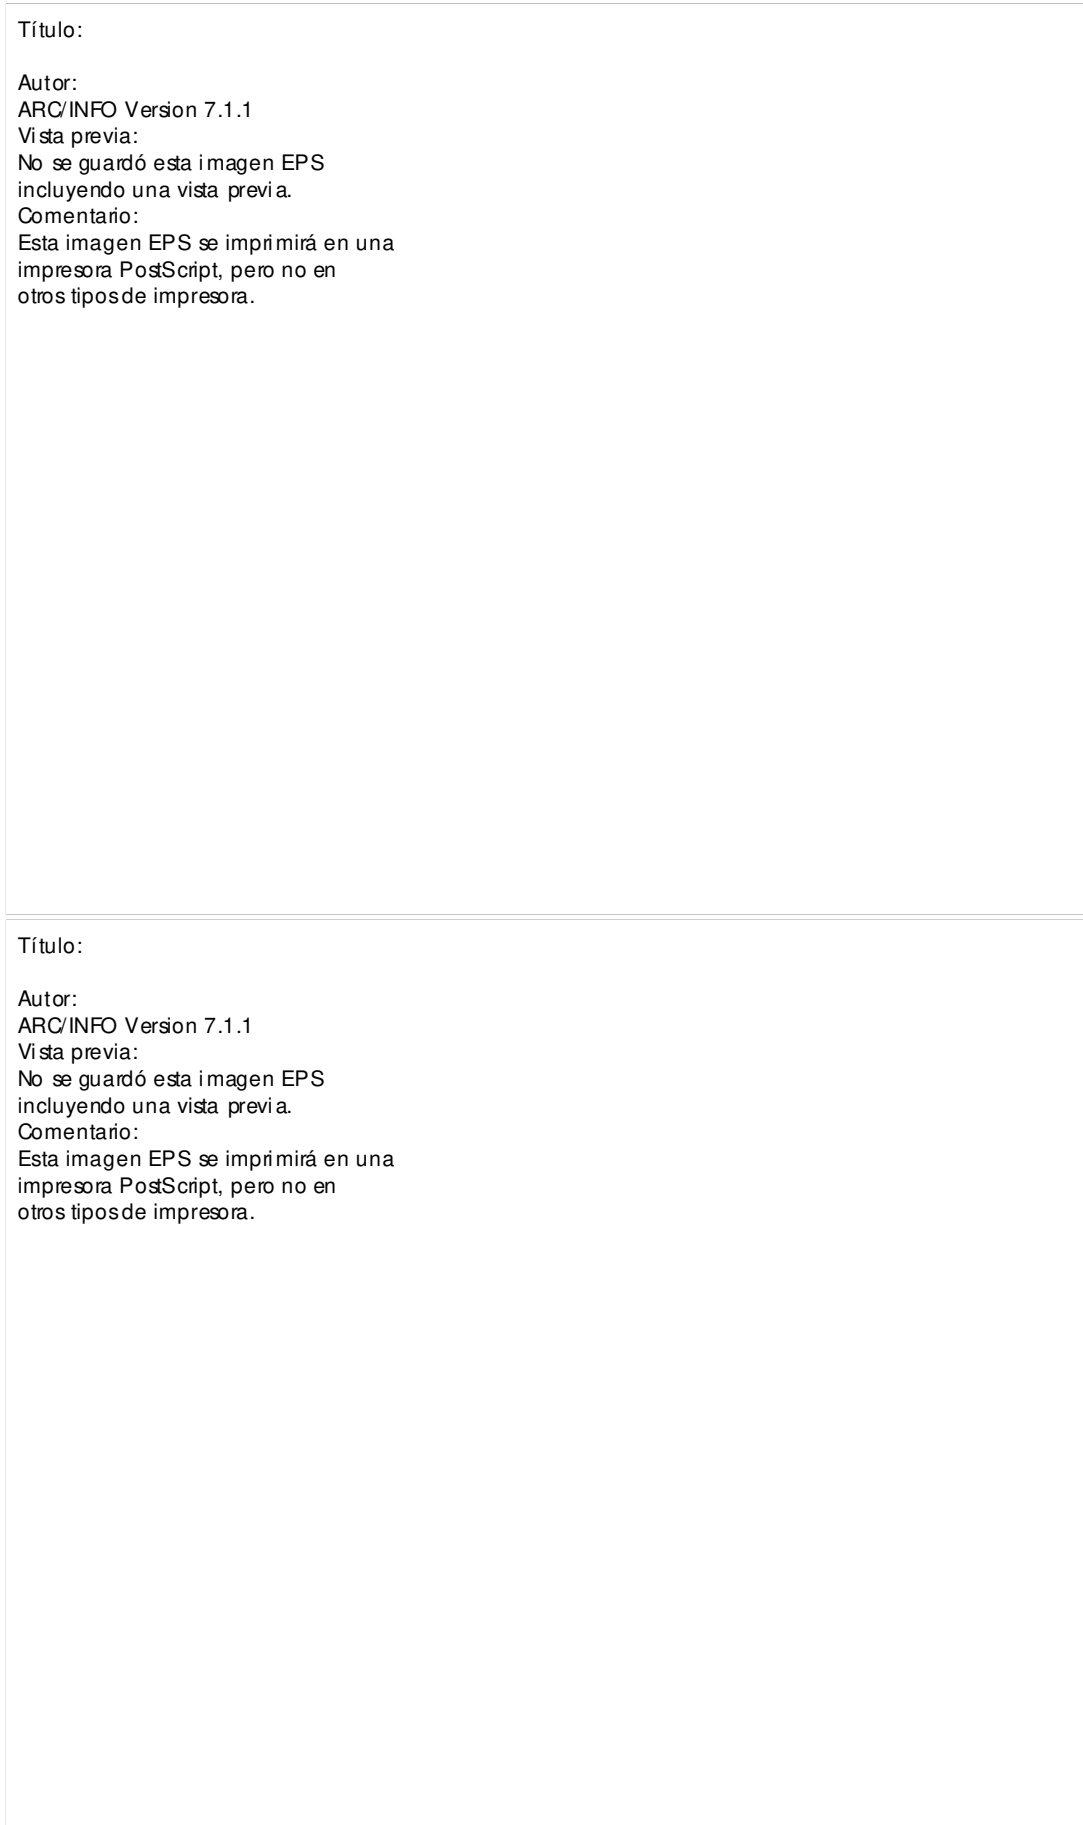 Título:
Autor:
ARC/INFO Version 7.1.1
Vista previa:
No se guardó esta imagen EPS
incluyendo una vista previa.
Comentario:
Esta imagen EPS se imprimirá en una
impresora PostScript, pero no en
otros tipos de impresora.
Título:
Autor:
ARC/INFO Version 7.1.1
Vista previa:
No se guardó esta imagen EPS
incluyendo una vista previa.
Comentario:
Esta imagen EPS se imprimirá en una
impresora PostScript, pero no en
otros tipos de impresora.